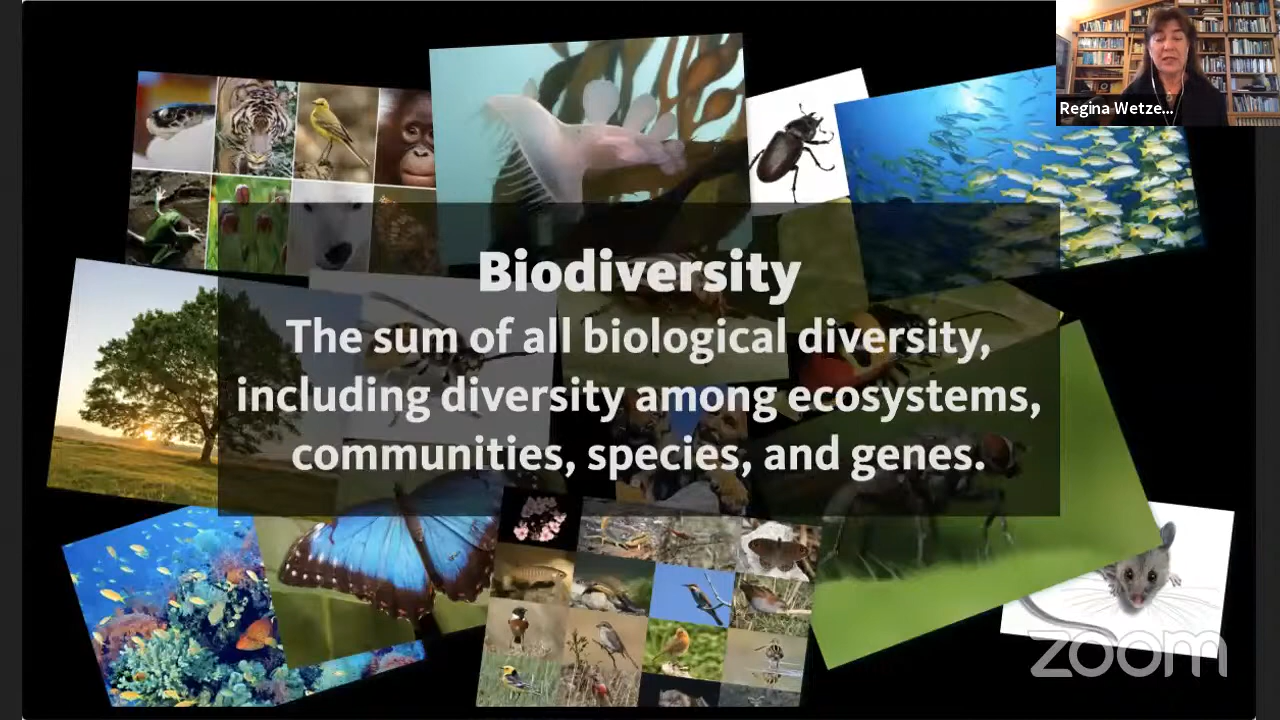 Regina Wetze...
Biodiversity
The sum of all biological diversity,
including diversity among ecosystems,
communities, species, and genes.
zoom